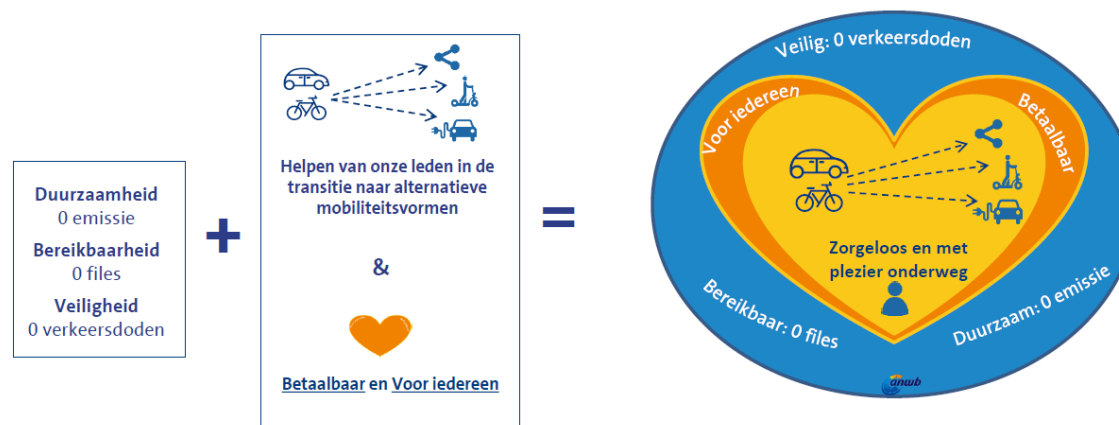 Duurzaamheid
0 emissie
Bereikbaarheid
0 files
Veiligheid
0 verkeersdoden
+
Helpen van onze leden in de
transitie naar alternatieve
mobiliteitsvormen
&
Betaalbaar en Voor iedereen
=
Veilig: 0 verkeersdoden
Voor iedereen
Betaalbaar
Zorgeloos en met
plezier onderweg
Bereikbaar: 0 files
Duurzaam: 0 emissie
anwb